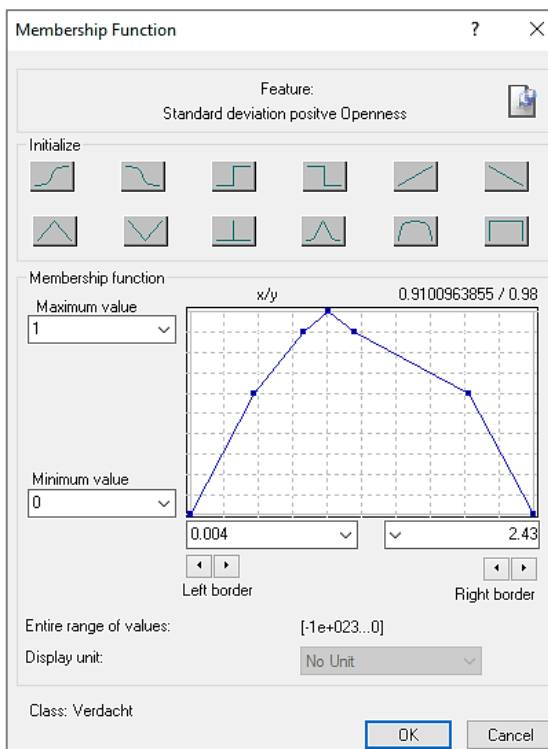 Membership Function
Feature:
Standard deviation positve Openness
Initialize
Membership function
Maximum value
1
x/y
0.9100963855 / 0.98
Minimum value
0
0.004
2.43
Left border
Right border
Entire range of values:
[-1e+023...0]
Display unit:
No Unit
Class: Verdacht
OK
Cancel